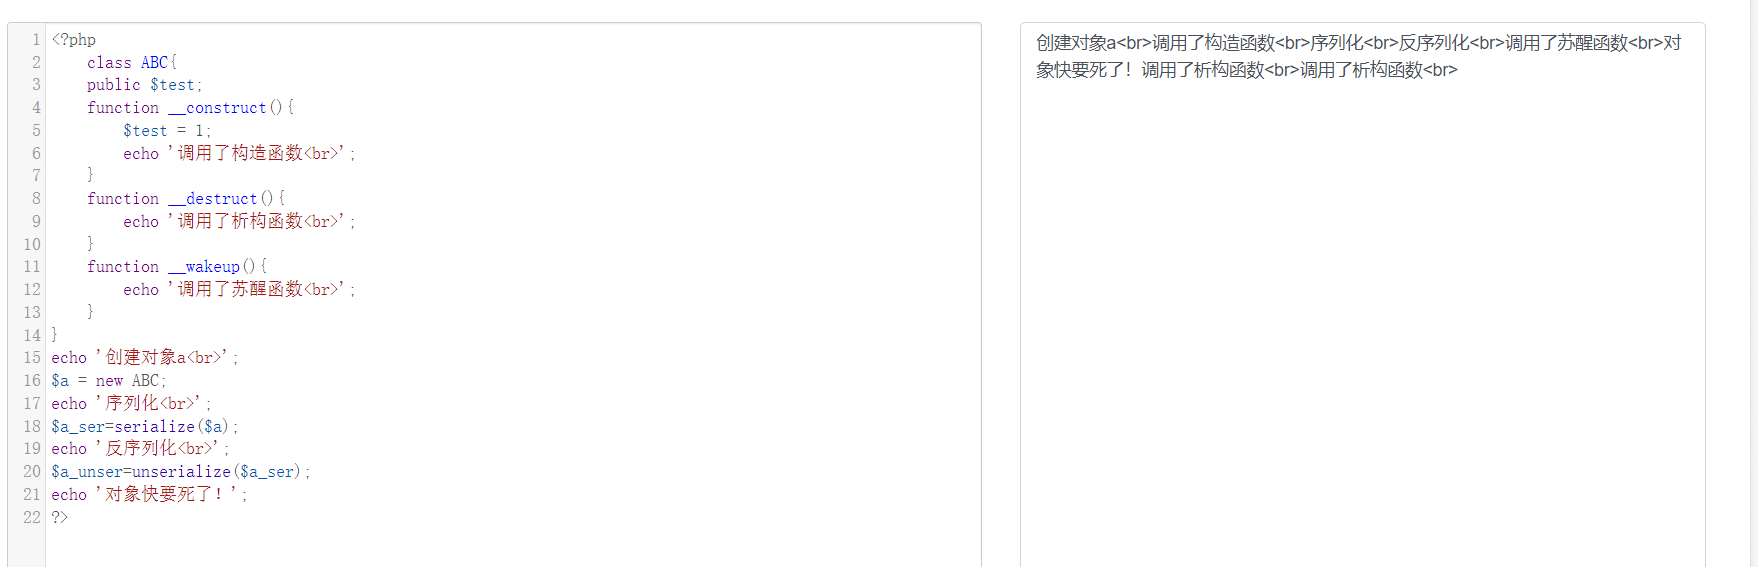 1 <?php
2     class ABC{
3     public $test;
4     function __construct(){
5         $test = 1;
6         echo '调用了构造函数<br>';
7     }
8     function __destruct(){
9         echo '调用了析构函数<br>';
10     }
11     function __wakeup(){
12         echo '调用了苏醒函数<br>';
13     }
14 }
15 echo '创建对象a<br>';
16 $a = new ABC;
17 echo '序列化<br>';
18 $a_ser=serialize($a);
19 echo '反序列化<br>';
20 $a_unser=unserialize($a_ser);
21 echo '对象快要死了!';
22 ?>
创建对象a<br>调用了构造函数<br>序列化<br>反序列化<br>调用了苏醒函数<br>对
象快要死了！调用了析构函数<br>调用了析构函数<br>